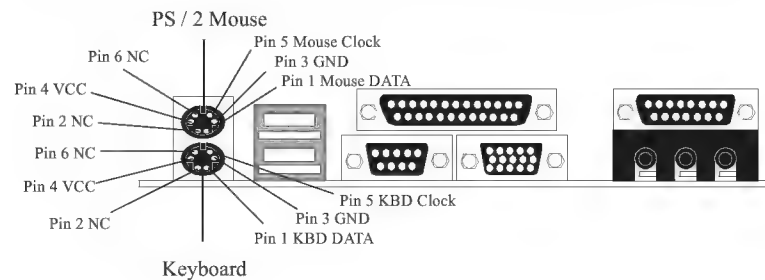 PS / 2 Mouse
Pin 5 Mouse Clock
Pin 6 NC
Pin 3 GND
Pin 1 Mouse DATA
Pin 4 VCC
Pin 2 NC
Pin 6 NC
Pin 4 VCC
Pin 5 KBD Clock
Pin 2 NC
Pin 3 GND
Pin 1 KBD DATA
Keyboard